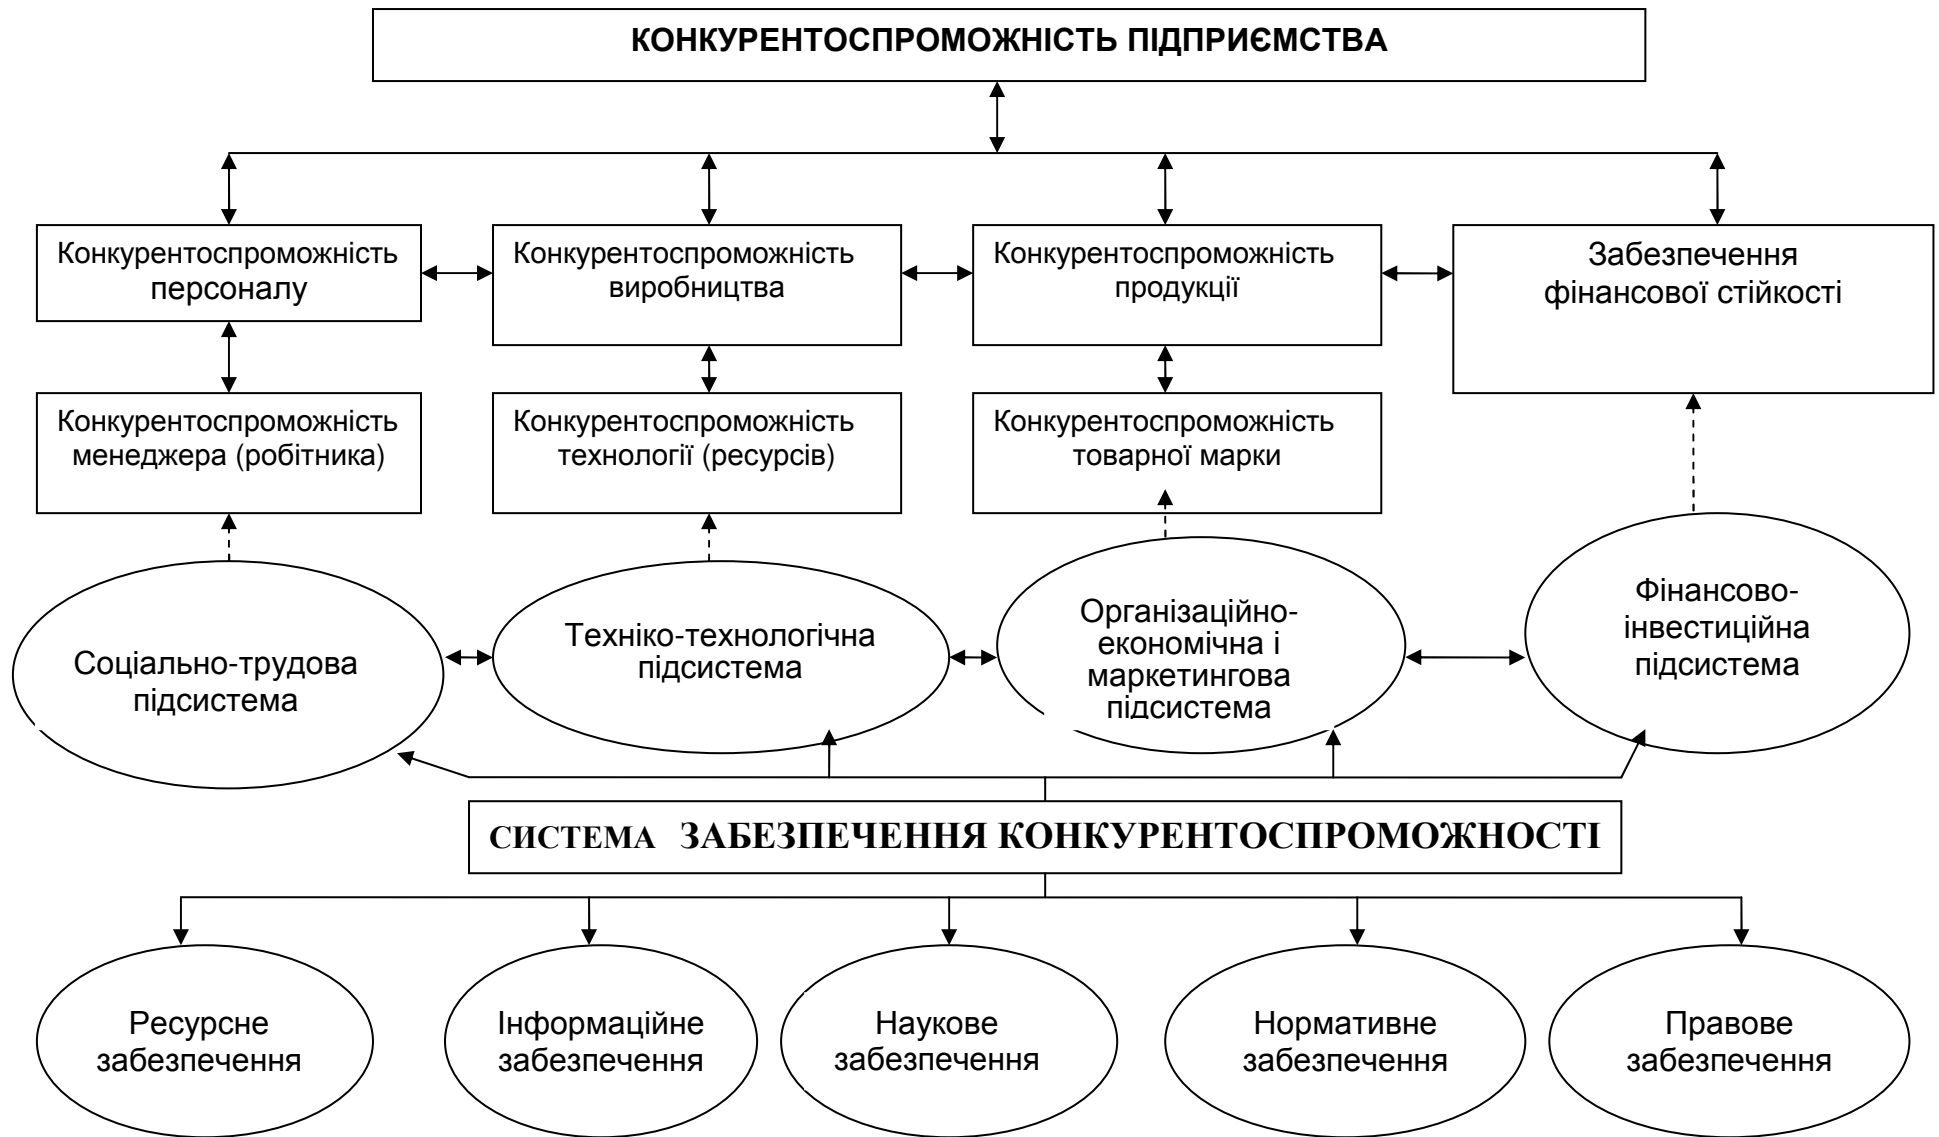 КОНКУРЕНТОСПРОМОЖНІСТЬ ПІДПРИЄМСТВА
Конкурентоспроможність
персоналу
Конкурентоспроможність
виробництва
Конкурентоспроможність
продукції
Забезпечення
фінансової стійкості
Конкурентоспроможність
менеджера (робітника)
Конкурентоспроможність
технології (ресурсів)
Конкурентоспроможність
товарної марки
Соціально-трудова
підсистема
Техніко-технологічна
підсистема
Організаційно-
економічна і
маркетингова
підсистема
Фінансово-
інвестиційна
підсистема
СИСТЕМА ЗАБЕЗПЕЧЕННЯ КОНКУРЕНТОСПРОМОЖНОСТІ
Ресурсне
забезпечення
Інформаційне
забезпечення
Наукове
забезпечення
Нормативне
забезпечення
Правове
забезпечення